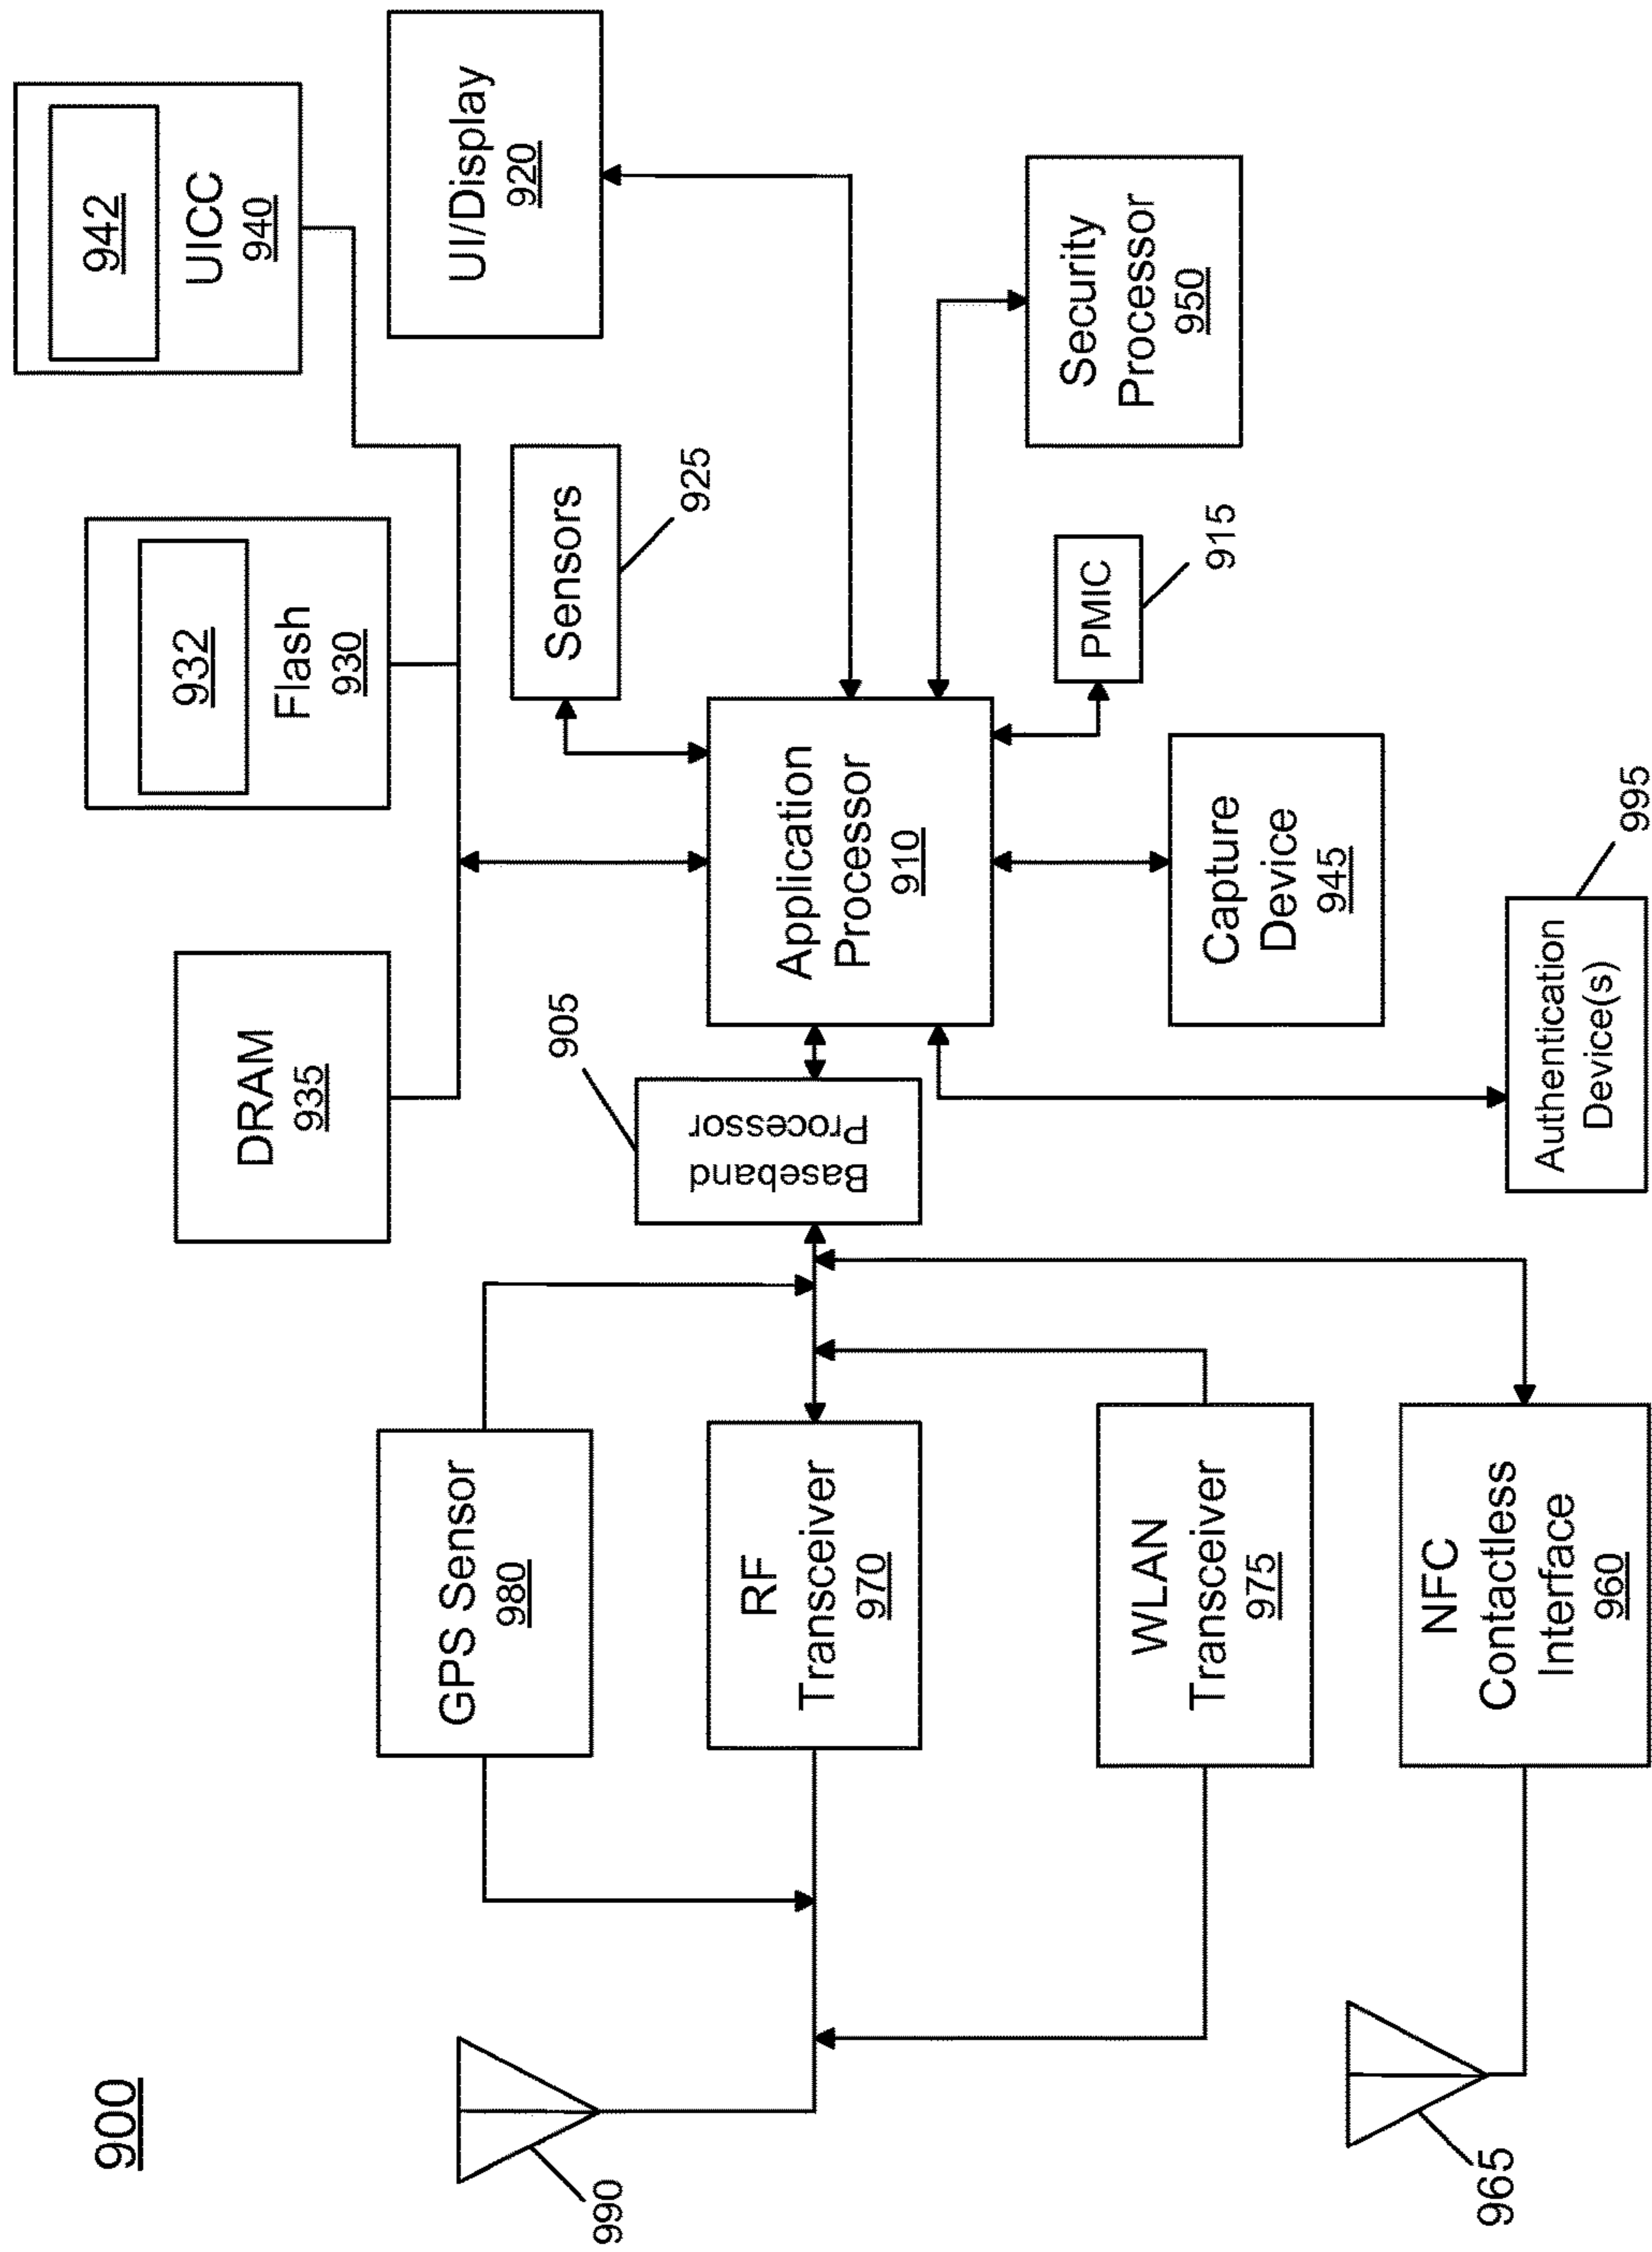 900
UICC
940
942
Flash
930
932
DRAM
935
UI/Display
920
Sensors
925
905
Baseband
Processor
Application
Processor
910
Security
Processor
950
PMIC
915
Capture
Device
945
Authentication
Device(s)
995
GPS Sensor
980
RF
Transceiver
970
WLAN
Transceiver
975
NFC
Contactless
Interface
960
990
965